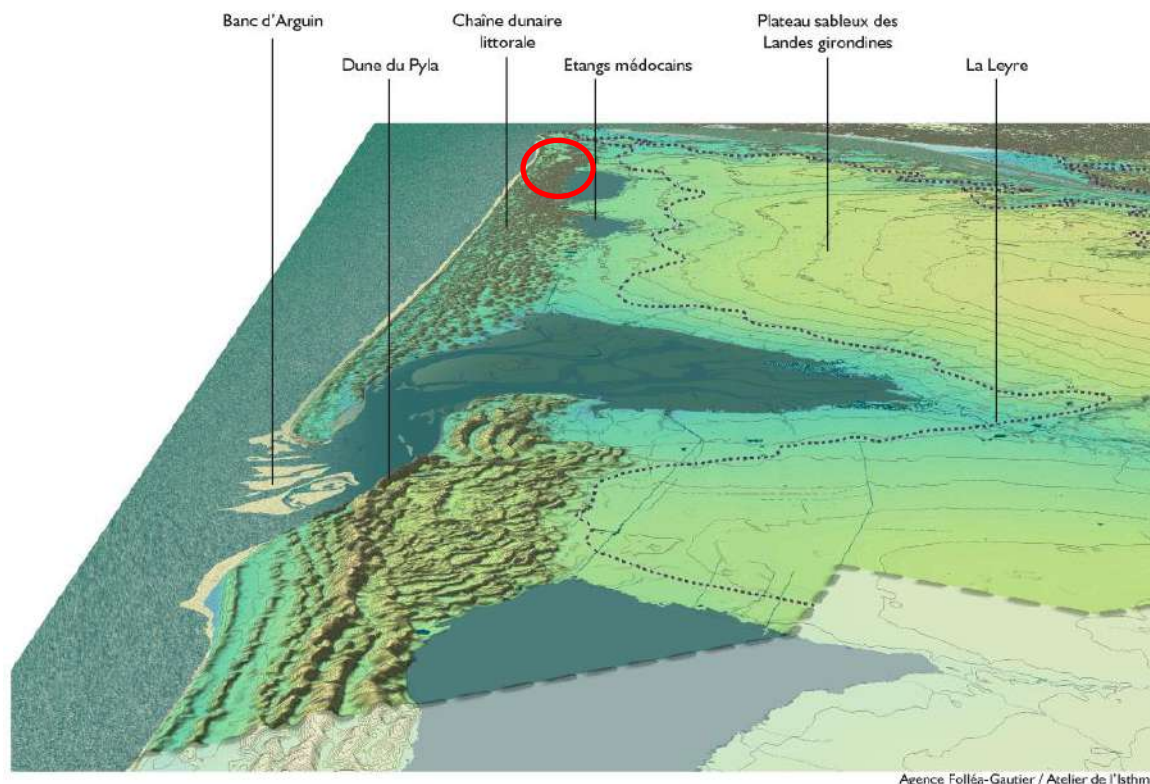 Banc d'Arguin
Chaîne dunaire
littorale
Plateau sableux des
Landes girondines
Dune du Pyla
Etangs médocains
La Leyre
Agence Folléa-Gautier / Atelier de l'Isthm